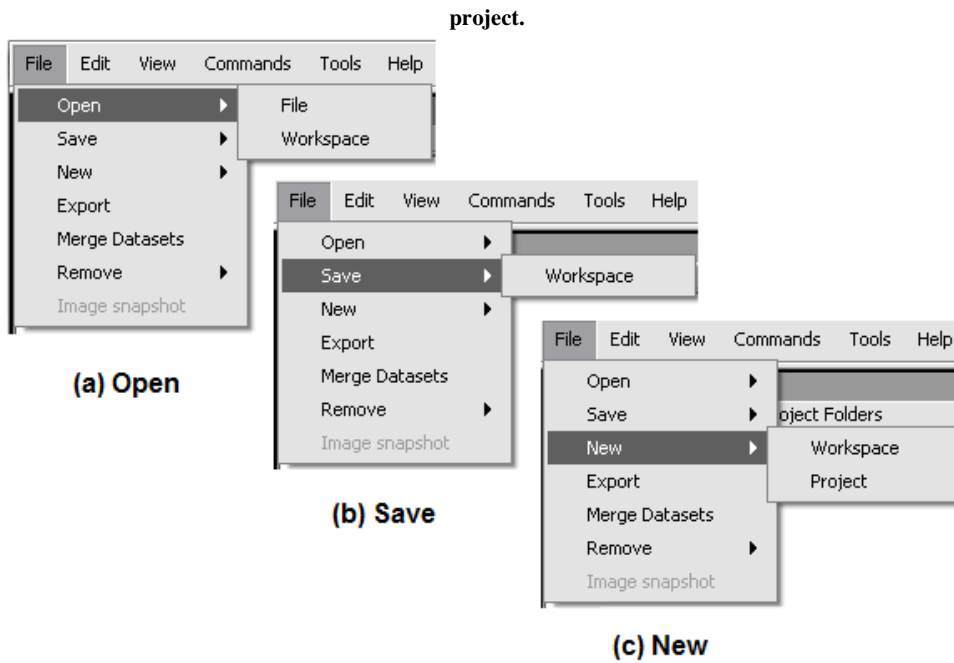 project.
File Edit View Commands Tools Help
Open
File
Save
Workspace
New
Export
Merge Datasets
Remove
Image snapshot
(a) Open
File Edit View Commands Tools Help
Open
Save
Workspace
New
Export
Merge Datasets
Remove
Image snapshot
(b) Save
File Edit View Commands Tools Help
Open
Save
oject Folders
New
Workspace
Export
Project
Merge Datasets
Remove
Image snapshot
(c) New